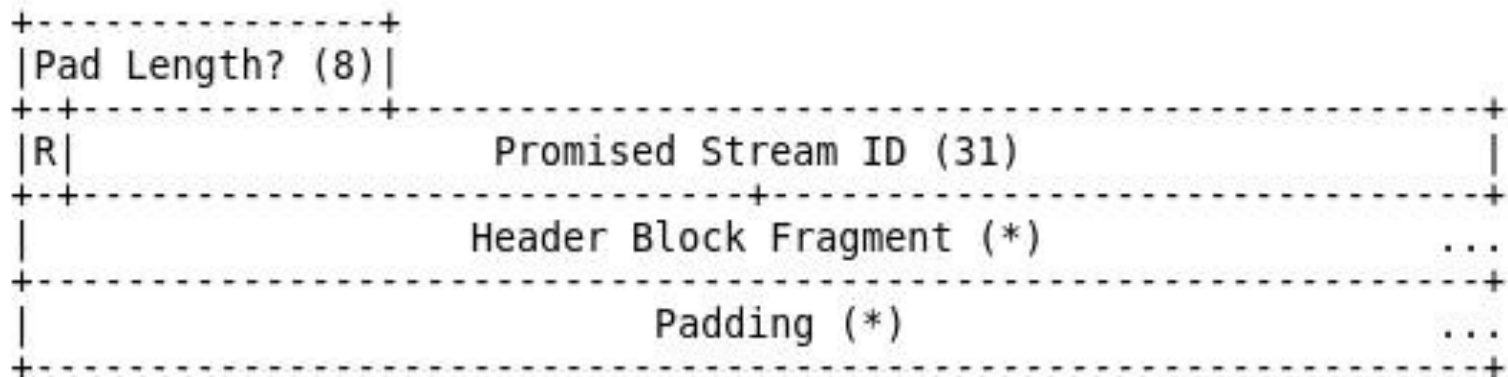 +---------------+
|Pad Length? (8)|
+-+-------------+-----------------------------------------------+
|R|                  Promised Stream ID (31)                    |
+-+-----------------------------+-------------------------------+
|                   Header Block Fragment (*)                 ...
+---------------------------------------------------------------+
|                           Padding (*)                       ...
+---------------------------------------------------------------+